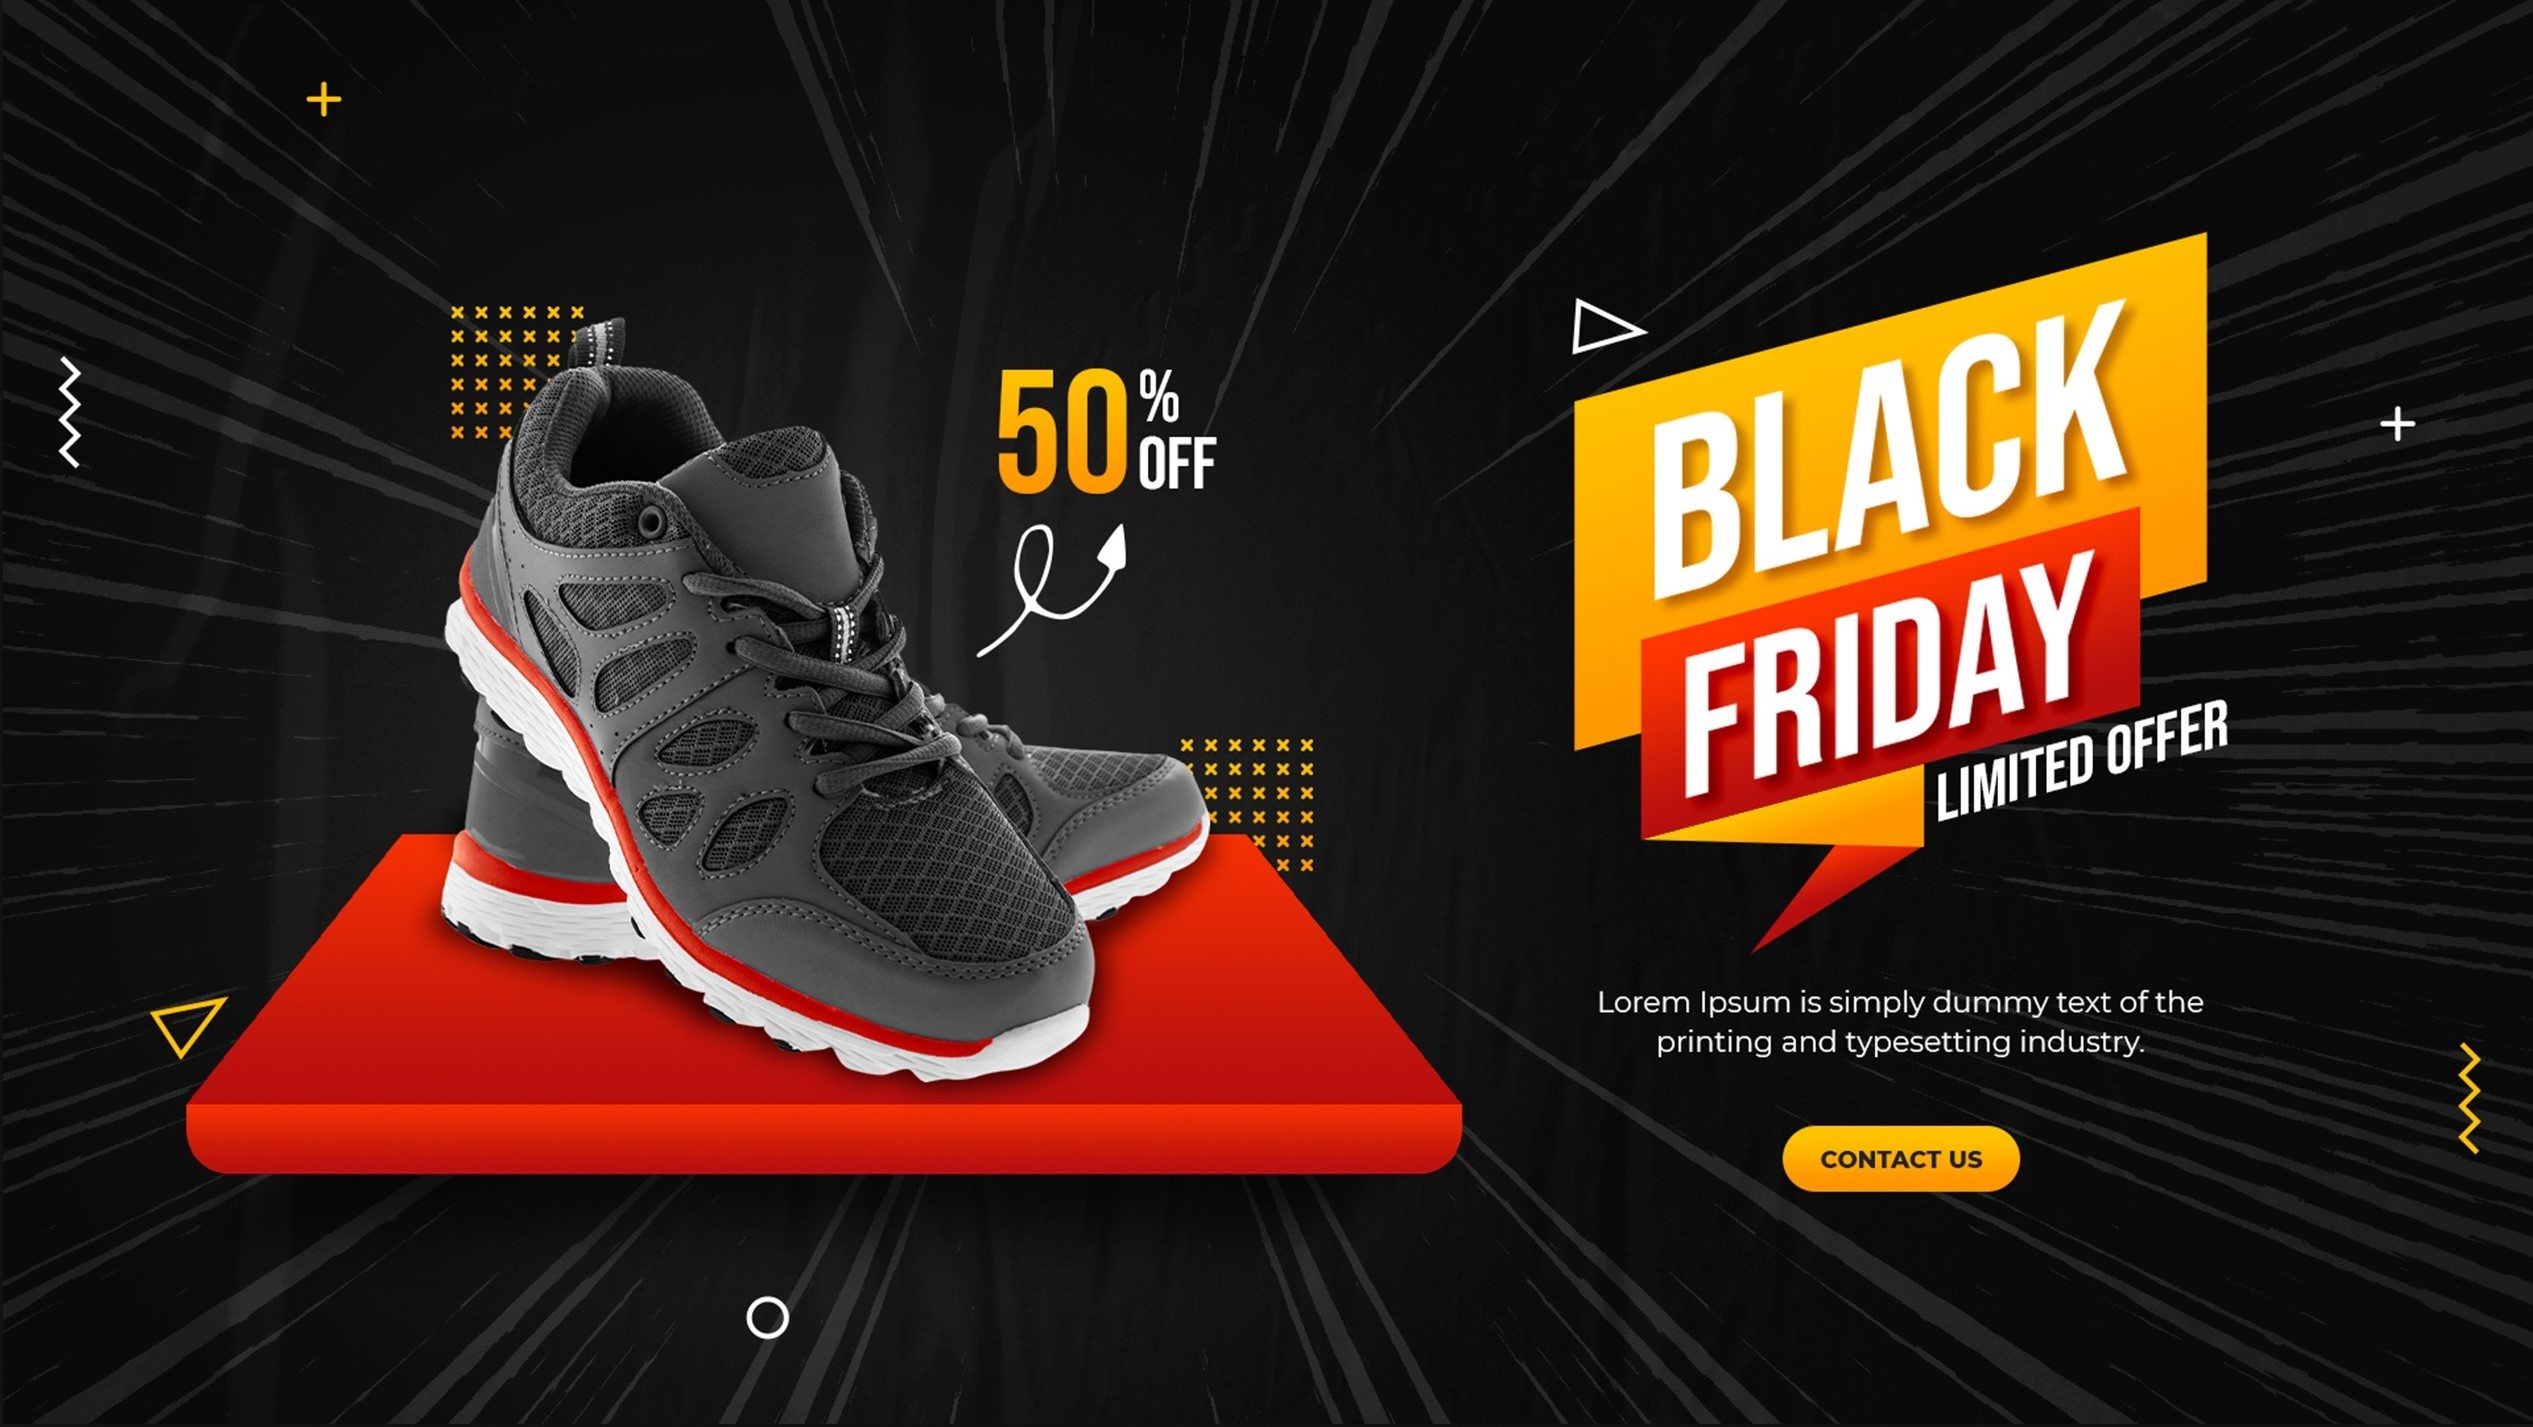 50%
OFF
BLACK
FRIDAY
LIMITED OFFER
Lorem Ipsum is simply dummy text of the
printing and typesetting industry.
CONTACT US